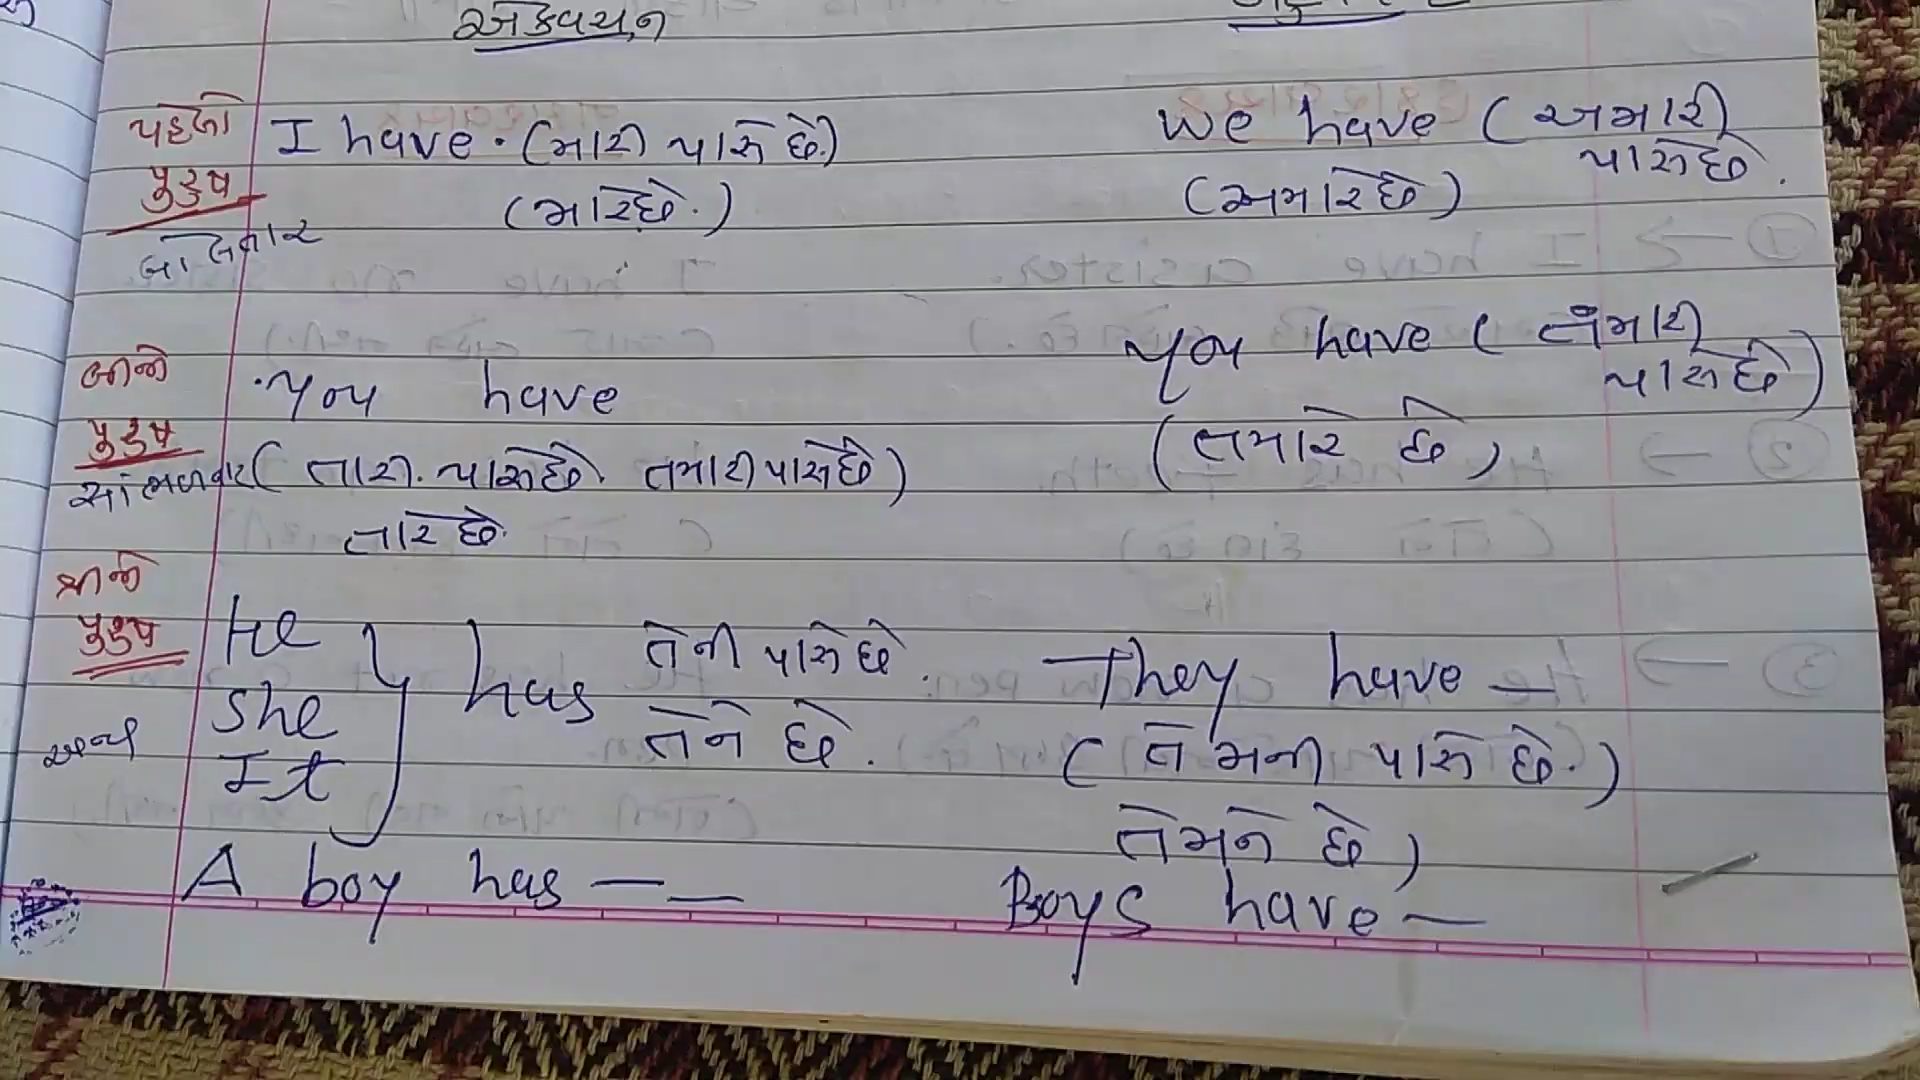 એકવચન
પહેલો I have. (મારી પાસે છે.) We have ( અમારી
પુરુષ (મારે છે.) પાસે છે.
બોલનાર (અમારે છે)
બીજો You have You have ( તમારી
પુરુષ પાસે છે)
સાંભળનાર ( તારી. પાસે છે. તમારી પાસે છે) (તમારે છે)
તારે છે.
ત્રીજો
પુરુષ He has તેની પાસે છે. They have —
અન્ય She તેને છે. ( તેમની પાસે છે.)
It તેમને છે)
A boy has — — Boys have —